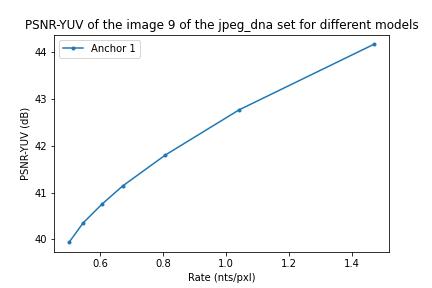 PSNR-YUV of the image 9 of the jpeg_dna set for different models
Anchor 1
44
43
42
41
40
PSNR-YUV (dB)
0.6 0.8 1.0 1.2 1.4
Rate (nts/pxl)